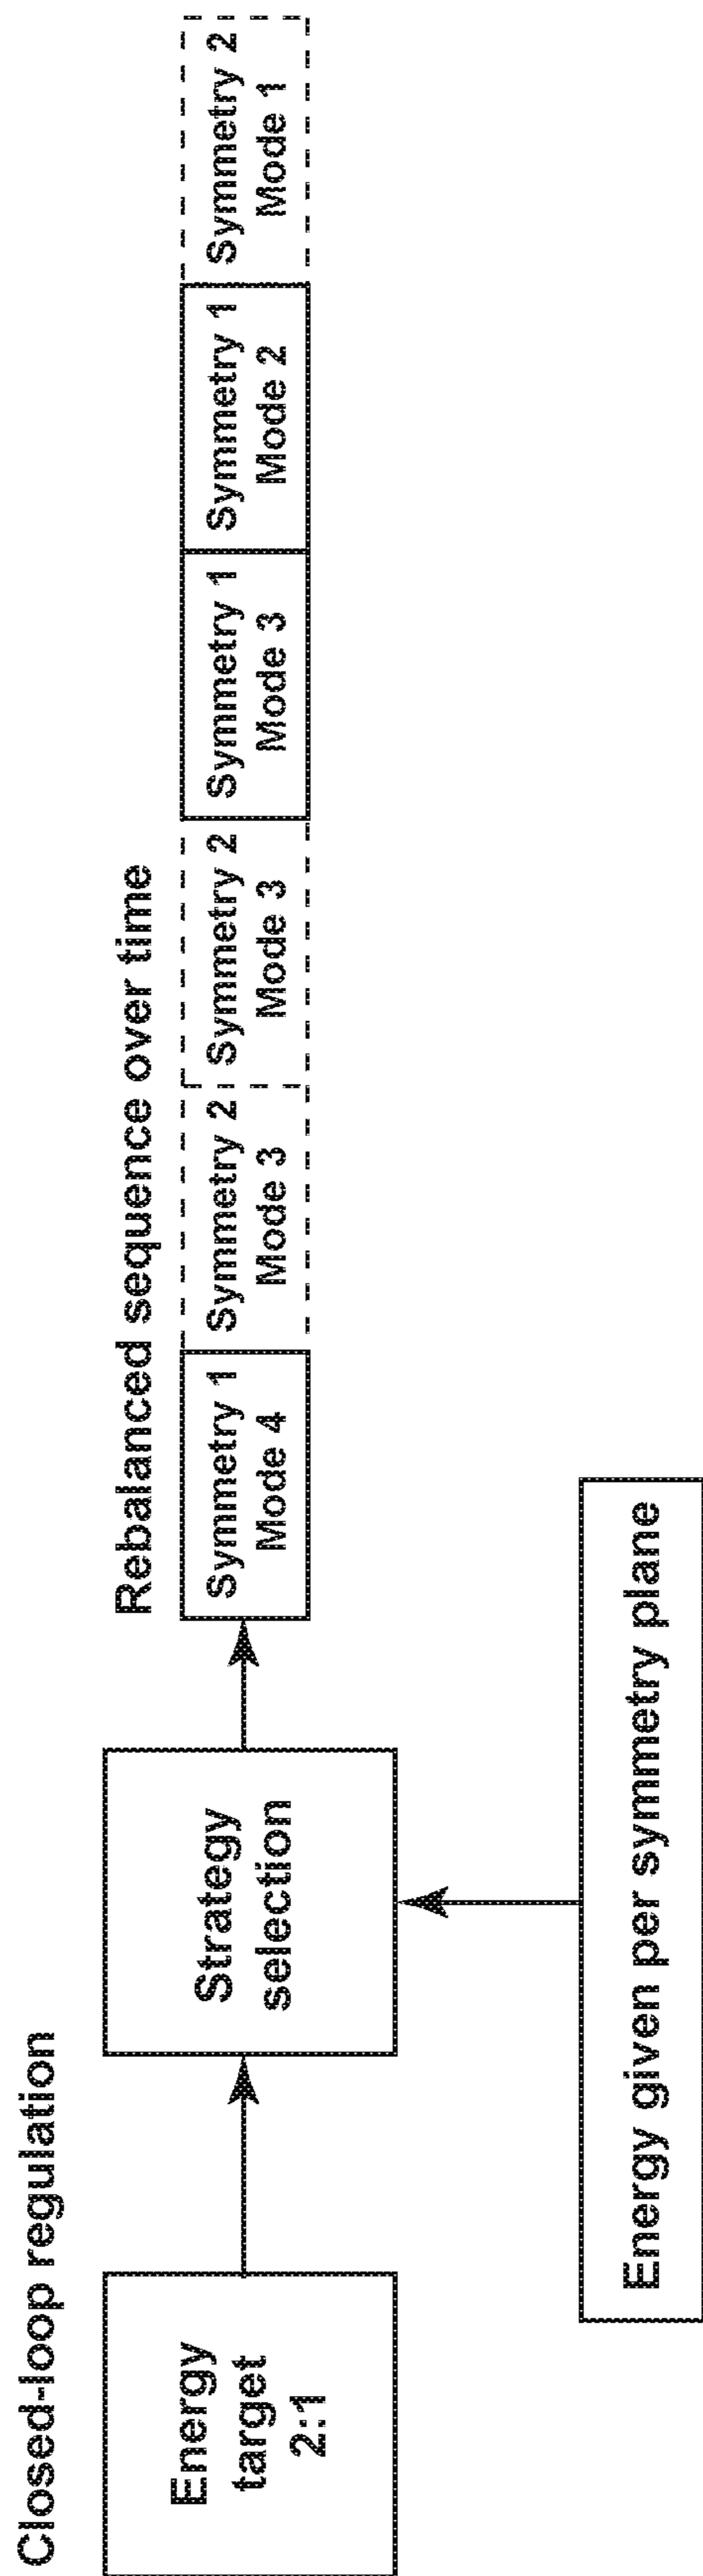 Closed-loop regulation
Energy
target
2:1
Strategy
selection
Energy given per symmetry plane
Rebalanced sequence over time
Symmetry 1
Mode 4
Symmetry 2
Mode 3
Symmetry 2
Mode 3
Symmetry 1
Mode 3
Symmetry 1
Mode 2
Symmetry 2
Mode 1